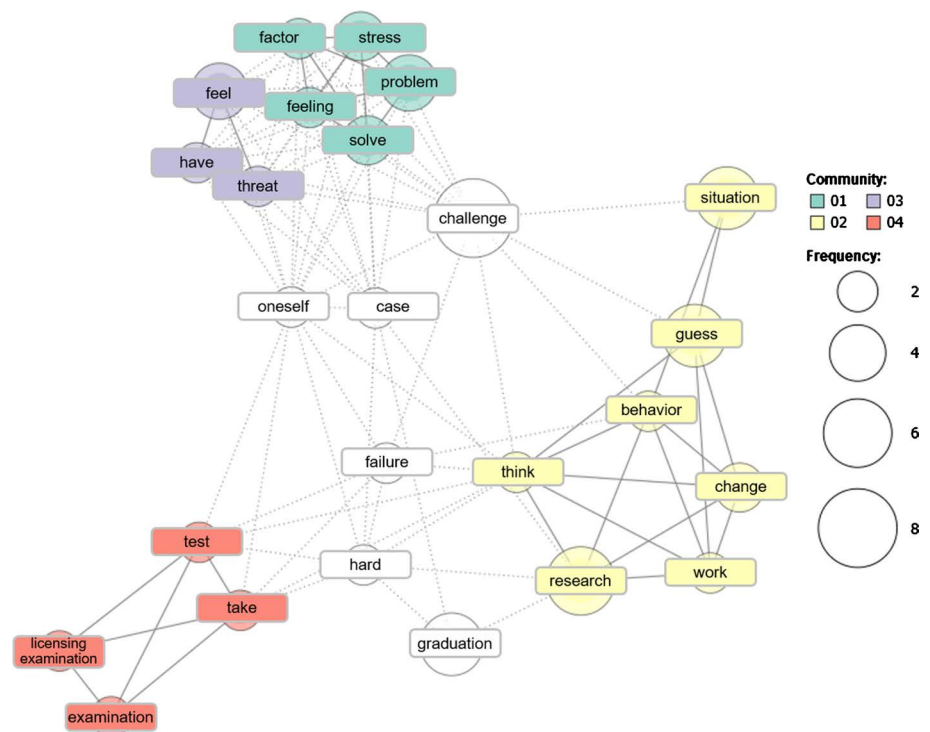 factor
stress
problem
feel
feeling
solve
have
threat
challenge
situation
Community:
01
03
02
04
Frequency:
2
4
6
8
oneself
case
guess
behavior
failure
think
change
test
hard
research
work
take
licensing
examination
graduation
examination